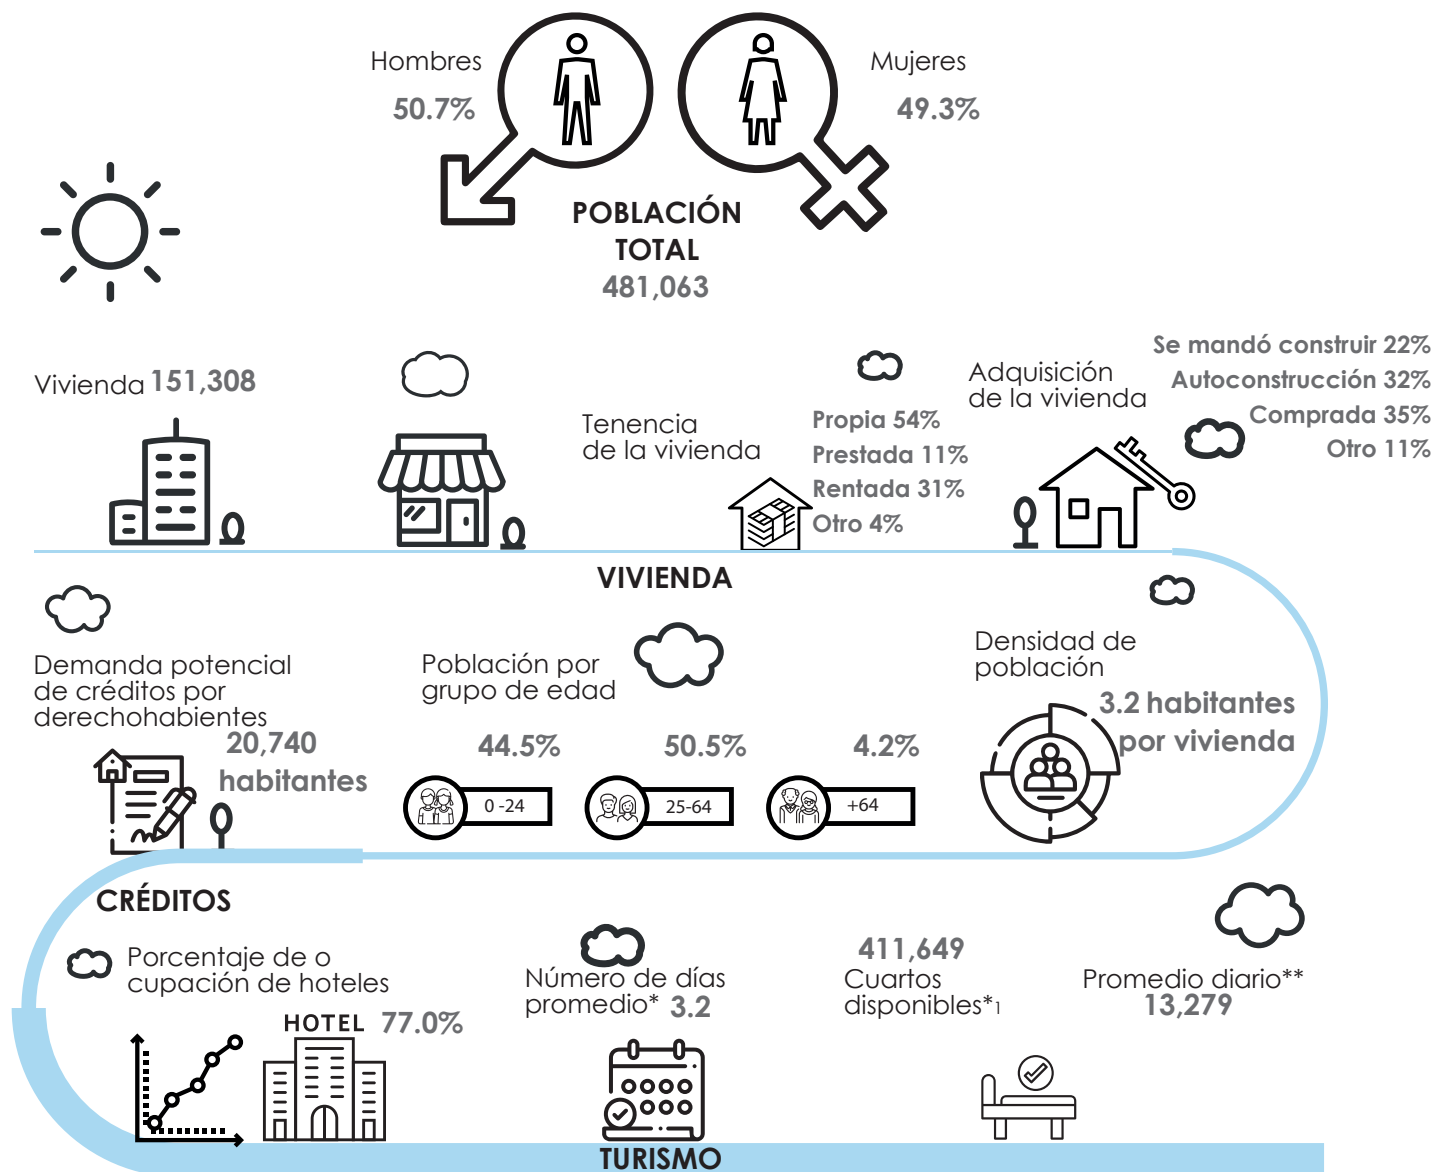 Hombres
50.7%
Mujeres
49.3%
POBLACIÓN
TOTAL
481,063
Vivienda 151,308
Tenencia
de la vivienda
Propia 54%
Prestada 11%
Rentada 31%
Otro 4%
Adquisición
de la vivienda
Se mandó construir 22%
Autoconstrucción 32%
Comprada 35%
Otro 11%
VIVIENDA
Demanda potencial
de créditos por
derechohabientes
20,740
habitantes
Población por
grupo de edad
44.5%
0 -24
50.5%
25-64
4.2%
+64
Densidad de
población
3.2 habitantes
por vivienda
CRÉDITOS
Porcentaje de o
cupación de hoteles
HOTEL 77.0%
Número de días
promedio* 3.2
411,649
Cuartos
disponibles*1
Promedio diario**
13,279
TURISMO